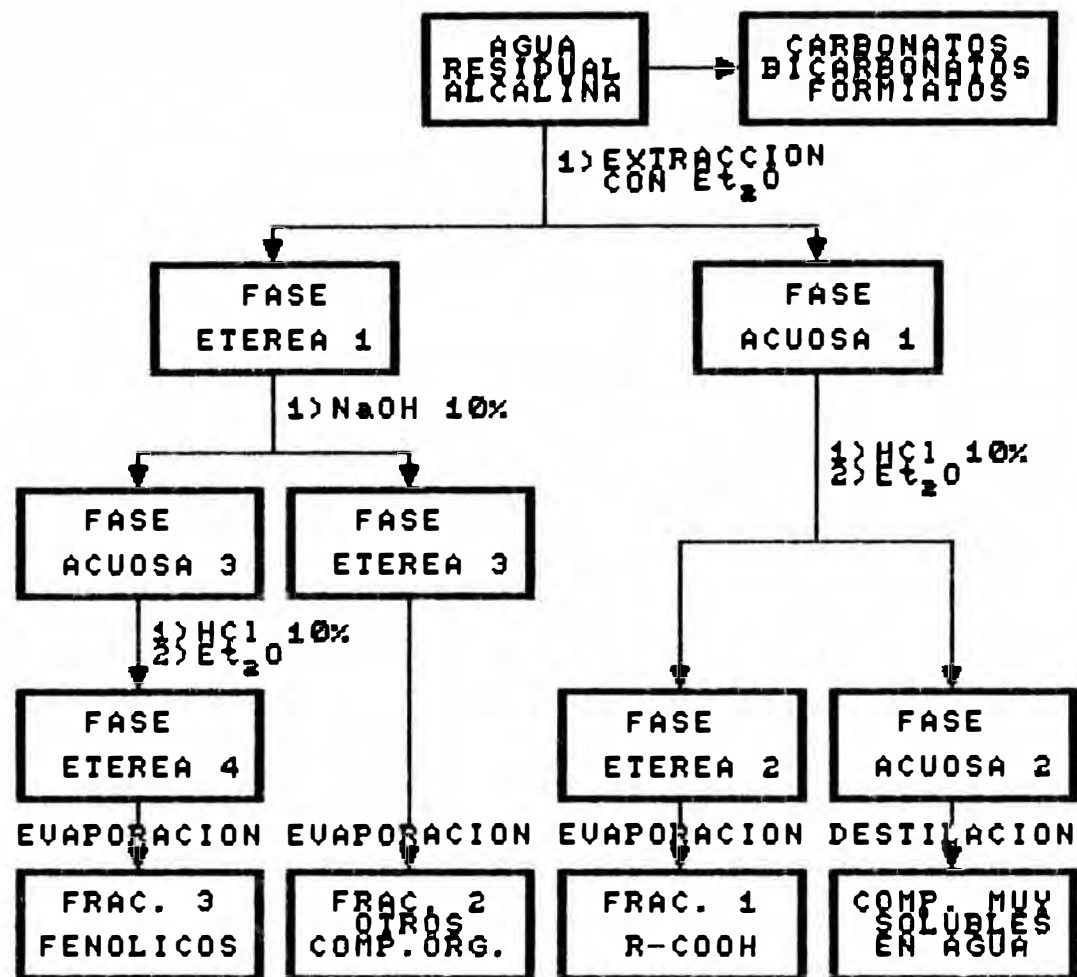 AGUA
RESIDUAL
ALCALINA
CARBONATOS
BICARBONATOS
FORMIATOS
1) EXTRACCION
CON Et₂O
FASE
ETEREA 1
FASE
ACUOSA 1
1) NaOH 10%
1) HCl 10%
2) Et₂O
FASE
ACUOSA 3
FASE
ETEREA 3
1) HCl 10%
2) Et₂O
FASE
ETEREA 4
FASE
ETEREA 2
FASE
ACUOSA 2
EVAPORACION
EVAPORACION
EVAPORACION
DESTILACION
FRAC. 3
FENOLICOS
FRAC. 2
OTROS
COMP.ORG.
FRAC. 1
R-COOH
COMP. MUY
SOLUBLES
EN AGUA